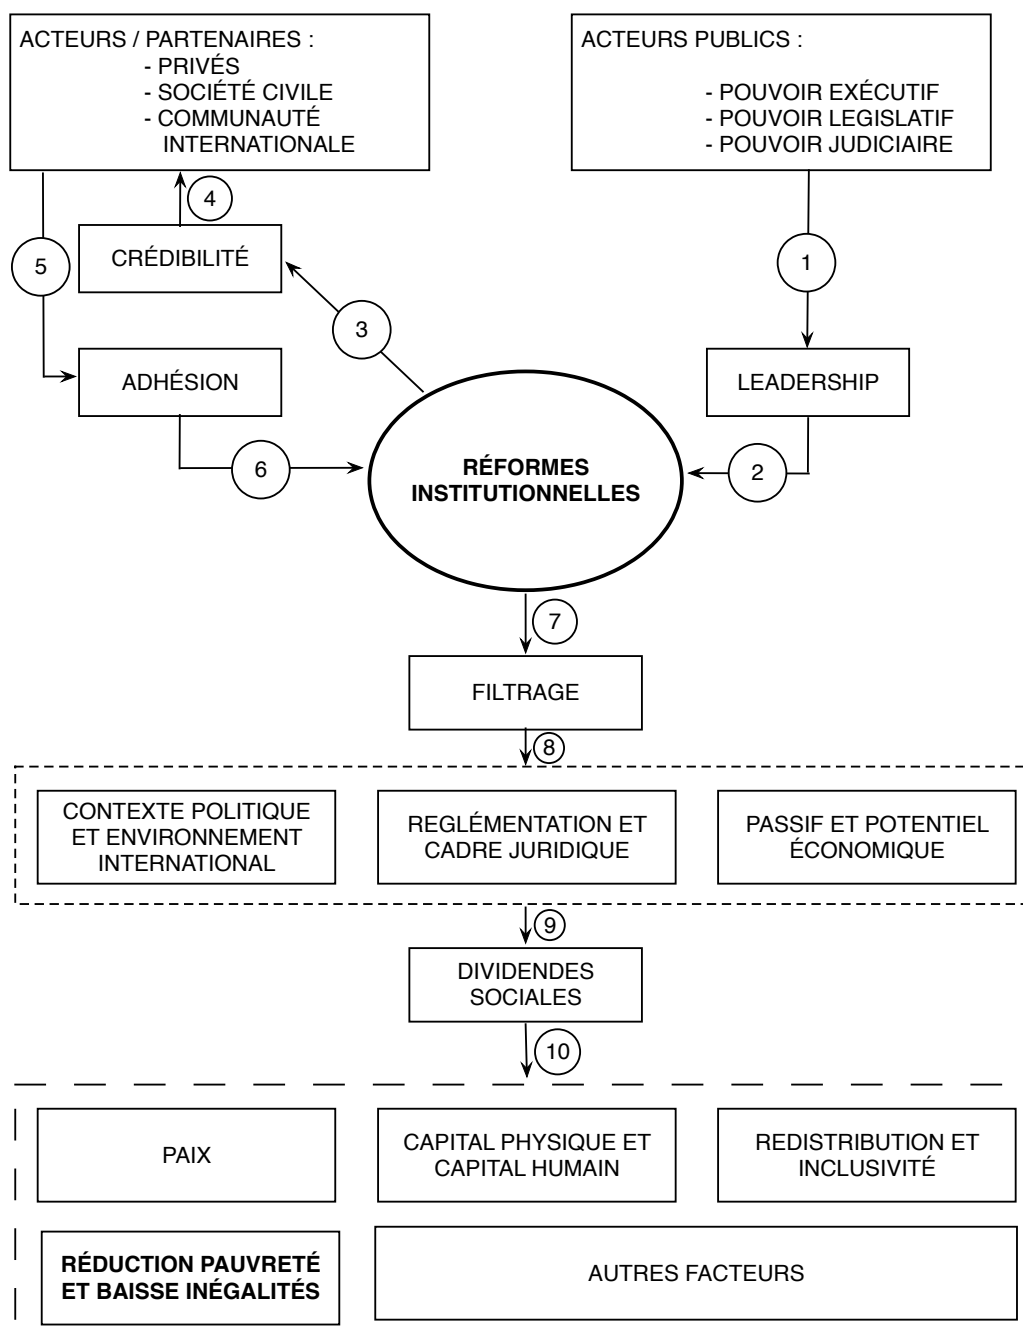 ACTEURS / PARTENAIRES :
- PRIVÉS
- SOCIÉTÉ CIVILE
- COMMUNAUTÉ
INTERNATIONALE
ACTEURS PUBLICS :
- POUVOIR EXÉCUTIF
- POUVOIR LEGISLATIF
- POUVOIR JUDICIAIRE
4
CRÉDIBILITÉ
5
1
3
ADHÉSION
LEADERSHIP
6
RÉFORMES
INSTITUTIONNELLES
2
7
FILTRAGE
8
CONTEXTE POLITIQUE
ET ENVIRONNEMENT
INTERNATIONAL
REGLÉMENTATION ET
CADRE JURIDIQUE
PASSIF ET POTENTIEL
ÉCONOMIQUE
9
DIVIDENDES
SOCIALES
10
PAIX
CAPITAL PHYSIQUE ET
CAPITAL HUMAIN
REDISTRIBUTION ET
INCLUSIVITÉ
RÉDUCTION PAUVRETÉ
ET BAISSE INÉGALITÉS
AUTRES FACTEURS